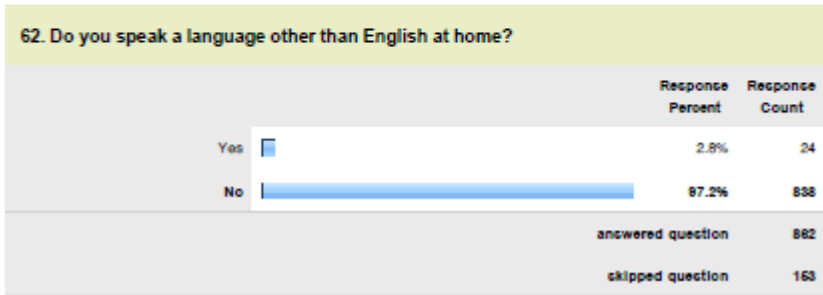 62. Do you speak a language other than English at home?
Response Percent Response Count
Yes 2.8% 24
No 97.2% 838
answered question 862
skipped question 153